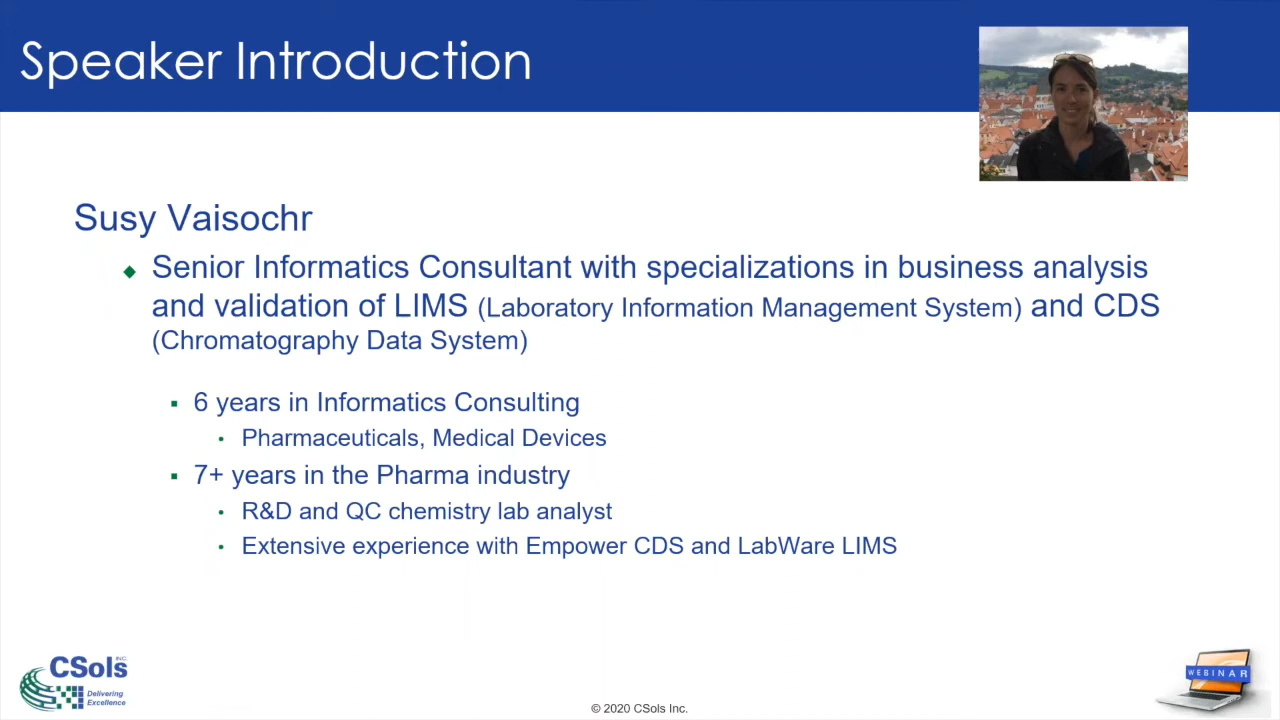 Speaker Introduction
Susy Vaisochr
Senior Informatics Consultant with specializations in business analysis
and validation of LIMS (Laboratory Information Management System) and CDS
(Chromatography Data System)
6 years in Informatics Consulting
Pharmaceuticals, Medical Devices
7+ years in the Pharma industry
R&D and QC chemistry lab analyst
Extensive experience with Empower CDS and LabWare LIMS
CSols INC.
Delivering
Excellence
© 2020 CSols Inc.
WEBINAR